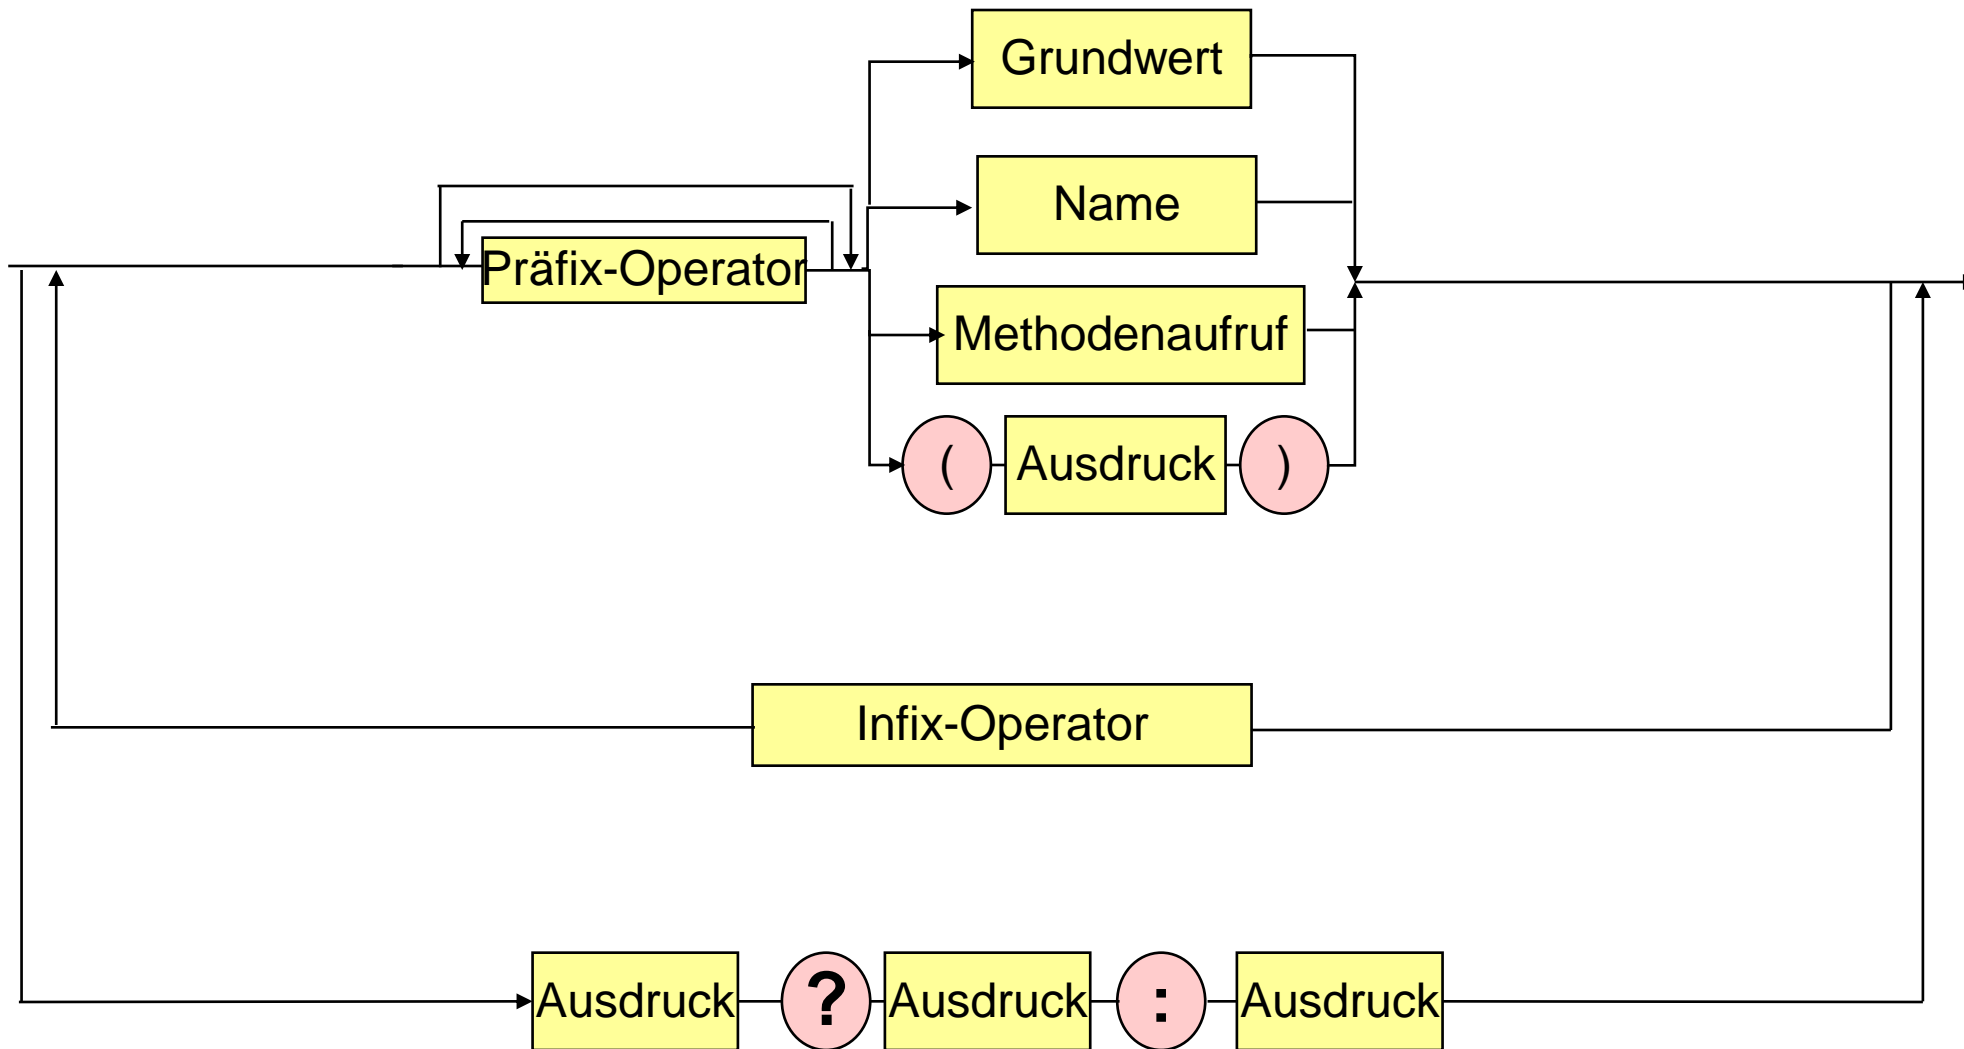 Grundwert
Name
Präfix-Operator
Methodenaufruf
( Ausdruck )
Infix-Operator
Ausdruck ? Ausdruck : Ausdruck